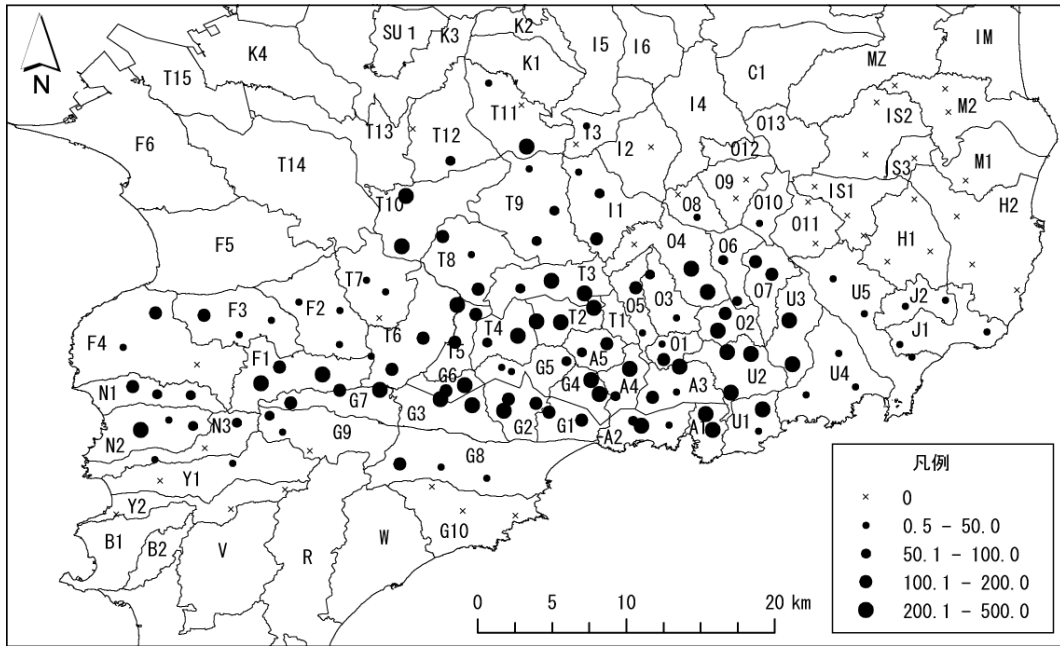 SU 1
K3
K2
I5
I6
IM
K4
K1
C1
MZ
T15
I4
IS2
M2
T11
T13
T12
T3
O13
I2
O12
F6
T14
IS3
M1
O9
IS1
H2
T10
T9
I1
O8
O10
O11
F5
O4
O6
H1
T8
T7
T3
O5
O3
O7
U3
U5
J2
F3
F2
T6
T2
T1
O2
J1
F4
T4
T5
O1
F1
A5
G5
U4
G6
G4
A4
A3
U2
N1
G7
G3
N3
G2
G1
A2
A1
U1
N2
G9
G8
Y1
Y2
G10
B1
B2
V
R
W
N
凡例
0
0.5 - 50.0
50.1 - 100.0
100.1 - 200.0
200.1 - 500.0
0 10 20 km